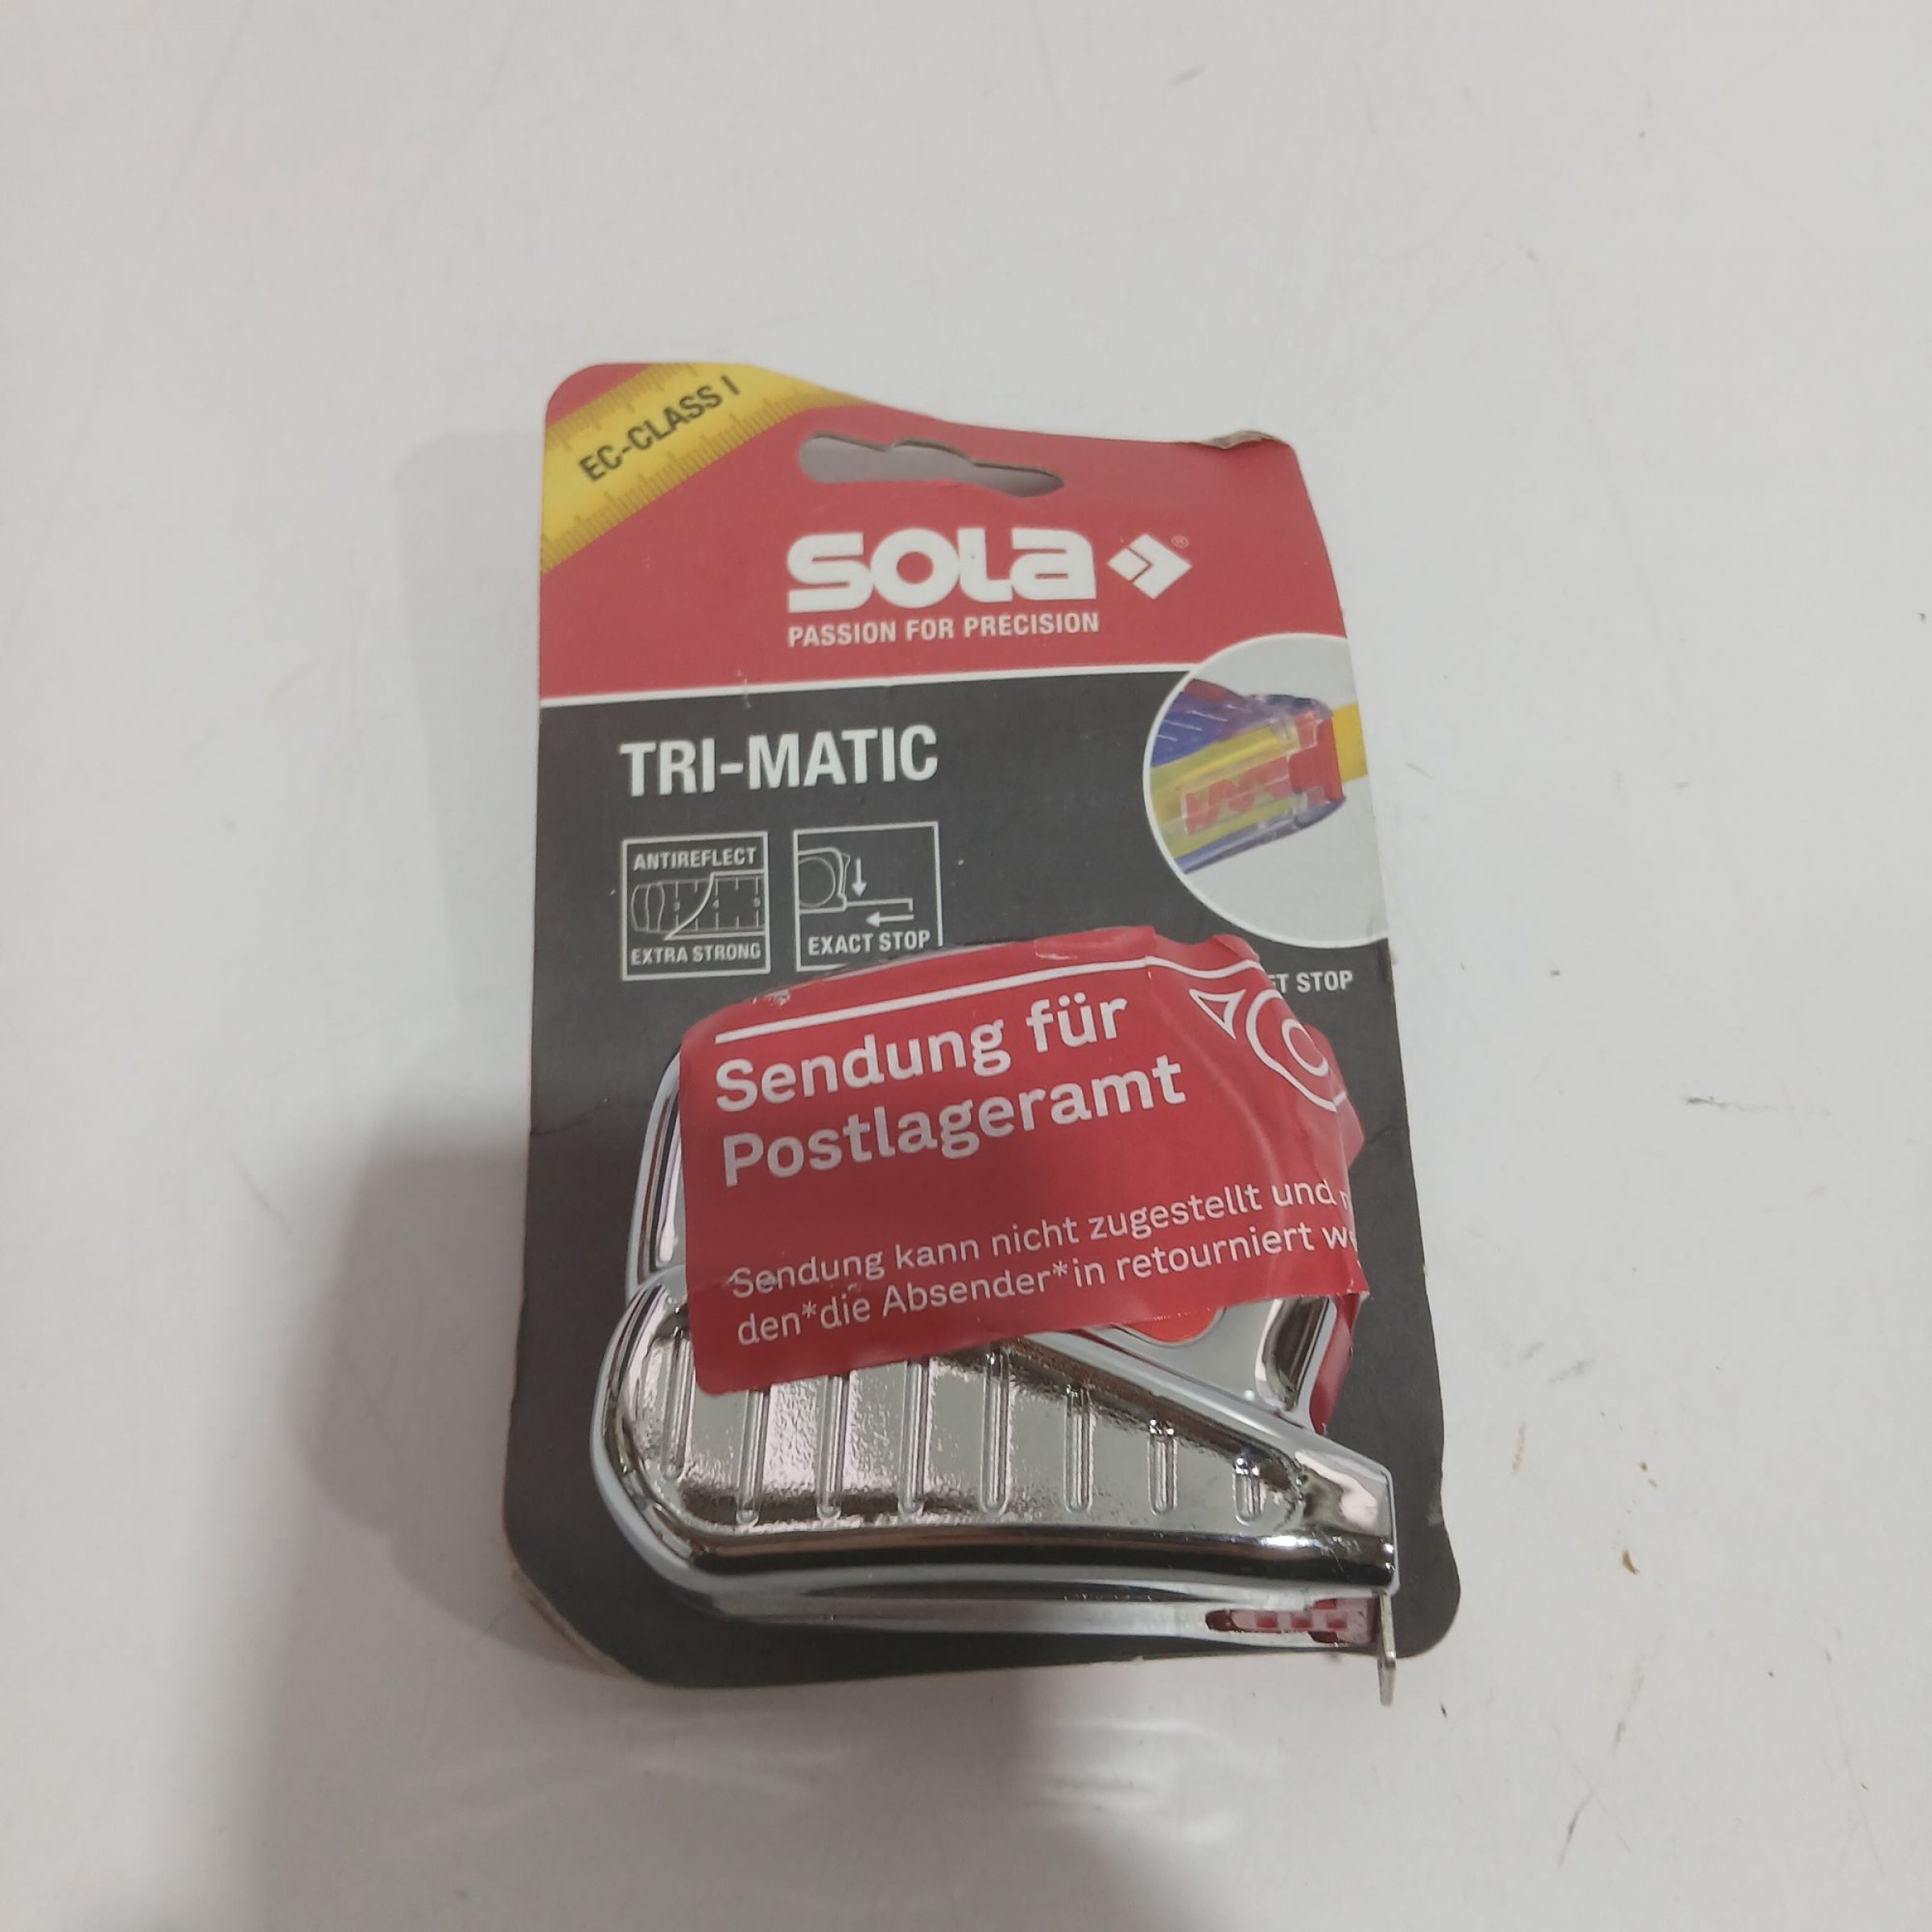 EC-CLASS I
SOLA
PASSION FOR PRECISION
TRI-MATIC
ANTIREFLECT
EXTRA STRONG
EXACT STOP
STOP
Sendung für
Postlageramt
Sendung kann nicht zugestellt und
den*die Absender*in retourniert